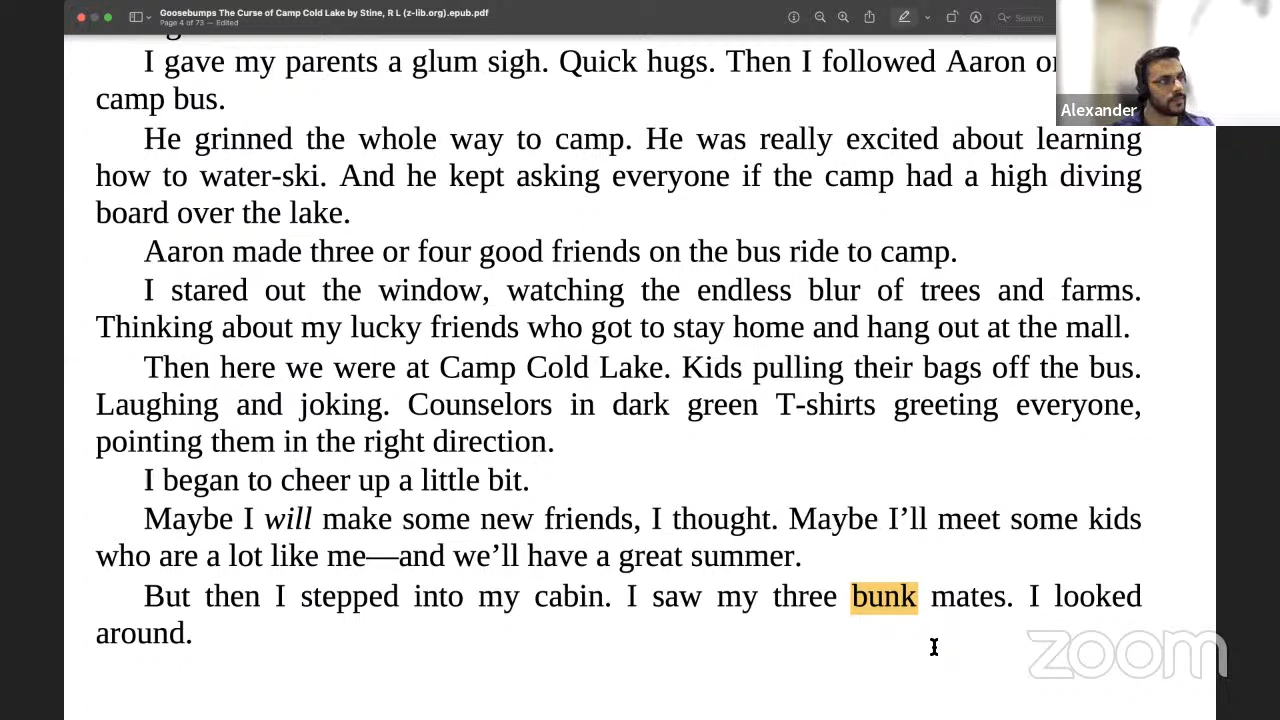 Goosebumps The Curse of Camp Cold Lake by Stine, R L (z-lib.org).epub.pdf
Page 4 of 73 — Edited
Search
I gave my parents a glum sigh. Quick hugs. Then I followed Aaron
camp bus.
Alexander
He grinned the whole way to camp. He was really excited about learning
how to water-ski. And he kept asking everyone if the camp had a high diving
board over the lake.
Aaron made three or four good friends on the bus ride to camp.
I stared out the window, watching the endless blur of trees and farms.
Thinking about my lucky friends who got to stay home and hang out at the mall.
Then here we were at Camp Cold Lake. Kids pulling their bags off the bus.
Laughing and joking. Counselors in dark green T-shirts greeting everyone,
pointing them in the right direction.
I began to cheer up a little bit.
Maybe I will make some new friends, I thought. Maybe I’ll meet some kids
who are a lot like me—and we’ll have a great summer.
But then I stepped into my cabin. I saw my three bunk mates. I looked
around.
zoom